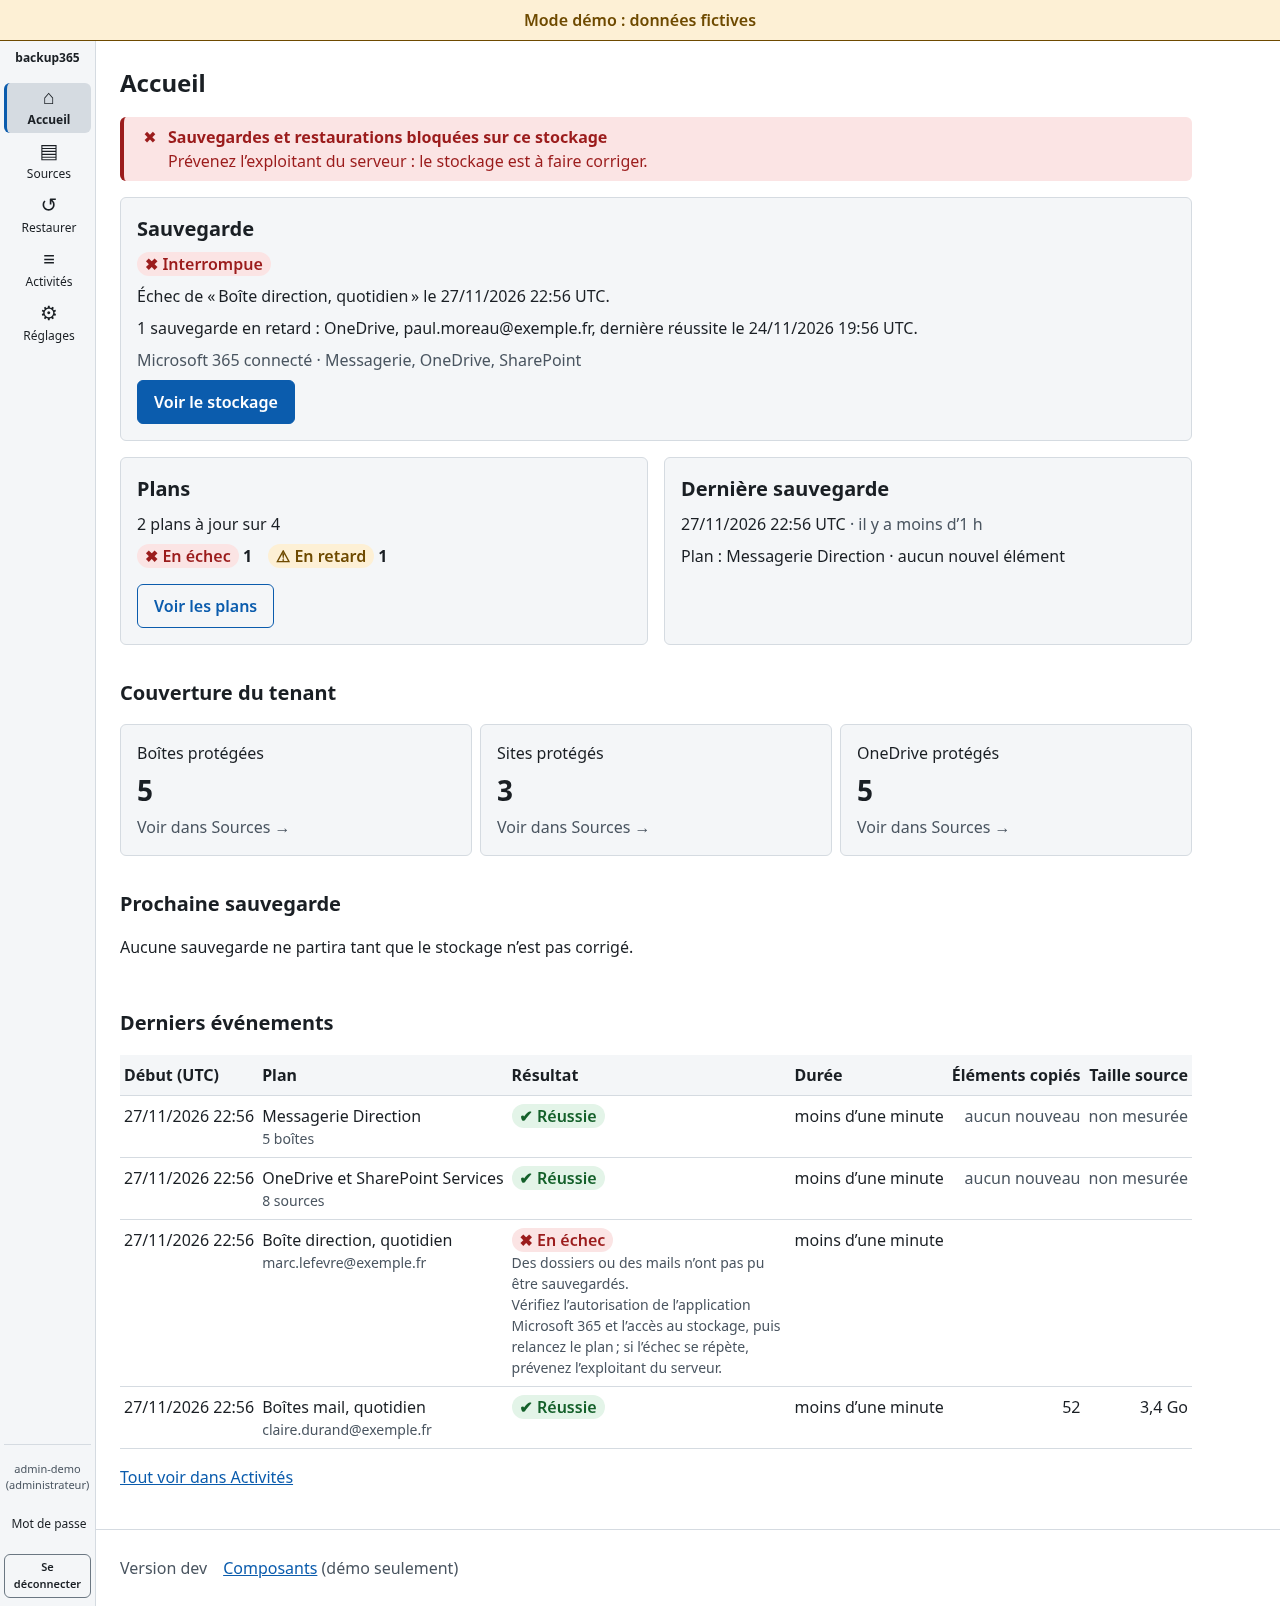 Mode démo : données fictives
backup365
Accueil
Sources
Restaurer
Activités
Réglages
admin-demo
(administrateur)
Mot de passe
Se
déconnecter
Accueil
✖ Sauvegardes et restaurations bloquées sur ce stockage
Prévenez l’exploitant du serveur : le stockage est à faire corriger.
Sauvegarde
✖ Interrompue
Échec de « Boîte direction, quotidien » le 27/11/2026 22:56 UTC.
1 sauvegarde en retard : OneDrive, paul.moreau@exemple.fr, dernière réussite le 24/11/2026 19:56 UTC.
Microsoft 365 connecté · Messagerie, OneDrive, SharePoint
Voir le stockage
Plans
2 plans à jour sur 4
✖ En échec 1 ⚠ En retard 1
Voir les plans
Dernière sauvegarde
27/11/2026 22:56 UTC · il y a moins d’1 h
Plan : Messagerie Direction · aucun nouvel élément
Couverture du tenant
Boîtes protégées
5
Voir dans Sources →
Sites protégés
3
Voir dans Sources →
OneDrive protégés
5
Voir dans Sources →
Prochaine sauvegarde
Aucune sauvegarde ne partira tant que le stockage n’est pas corrigé.
Derniers événements
Début (UTC) Plan Résultat Durée Éléments copiés Taille source
27/11/2026 22:56 Messagerie Direction ✔ Réussie moins d’une minute aucun nouveau non mesurée
5 boîtes
27/11/2026 22:56 OneDrive et SharePoint Services ✔ Réussie moins d’une minute aucun nouveau non mesurée
8 sources
27/11/2026 22:56 Boîte direction, quotidien ✖ En échec moins d’une minute
marc.lefevre@exemple.fr
Des dossiers ou des mails n’ont pas pu
être sauvegardés.
Vérifiez l’autorisation de l’application
Microsoft 365 et l’accès au stockage, puis
relancez le plan ; si l’échec se répète,
prévenez l’exploitant du serveur.
27/11/2026 22:56 Boîtes mail, quotidien ✔ Réussie moins d’une minute 52 3,4 Go
claire.durand@exemple.fr
Tout voir dans Activités
Version dev Composants (démo seulement)